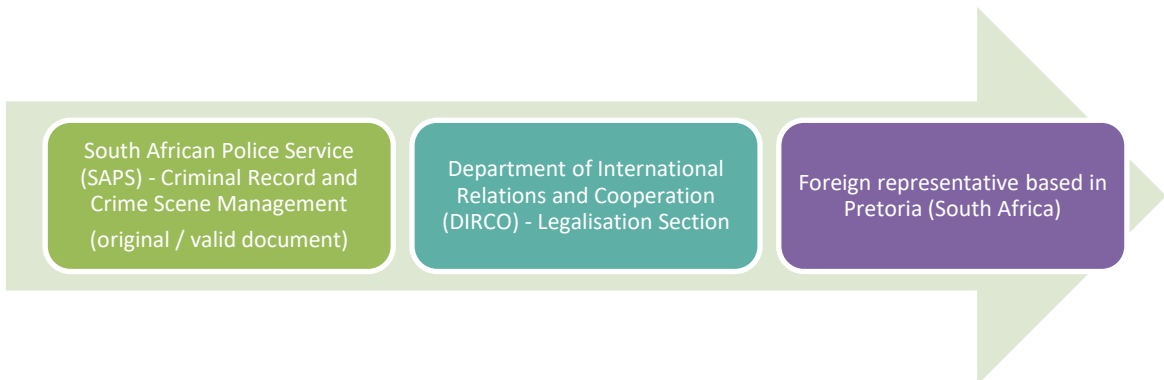 South African Police Service
(SAPS) - Criminal Record and
Crime Scene Management
(original / valid document)
Department of International
Relations and Cooperation
(DIRCO) - Legalisation Section
Foreign representative based in
Pretoria (South Africa)